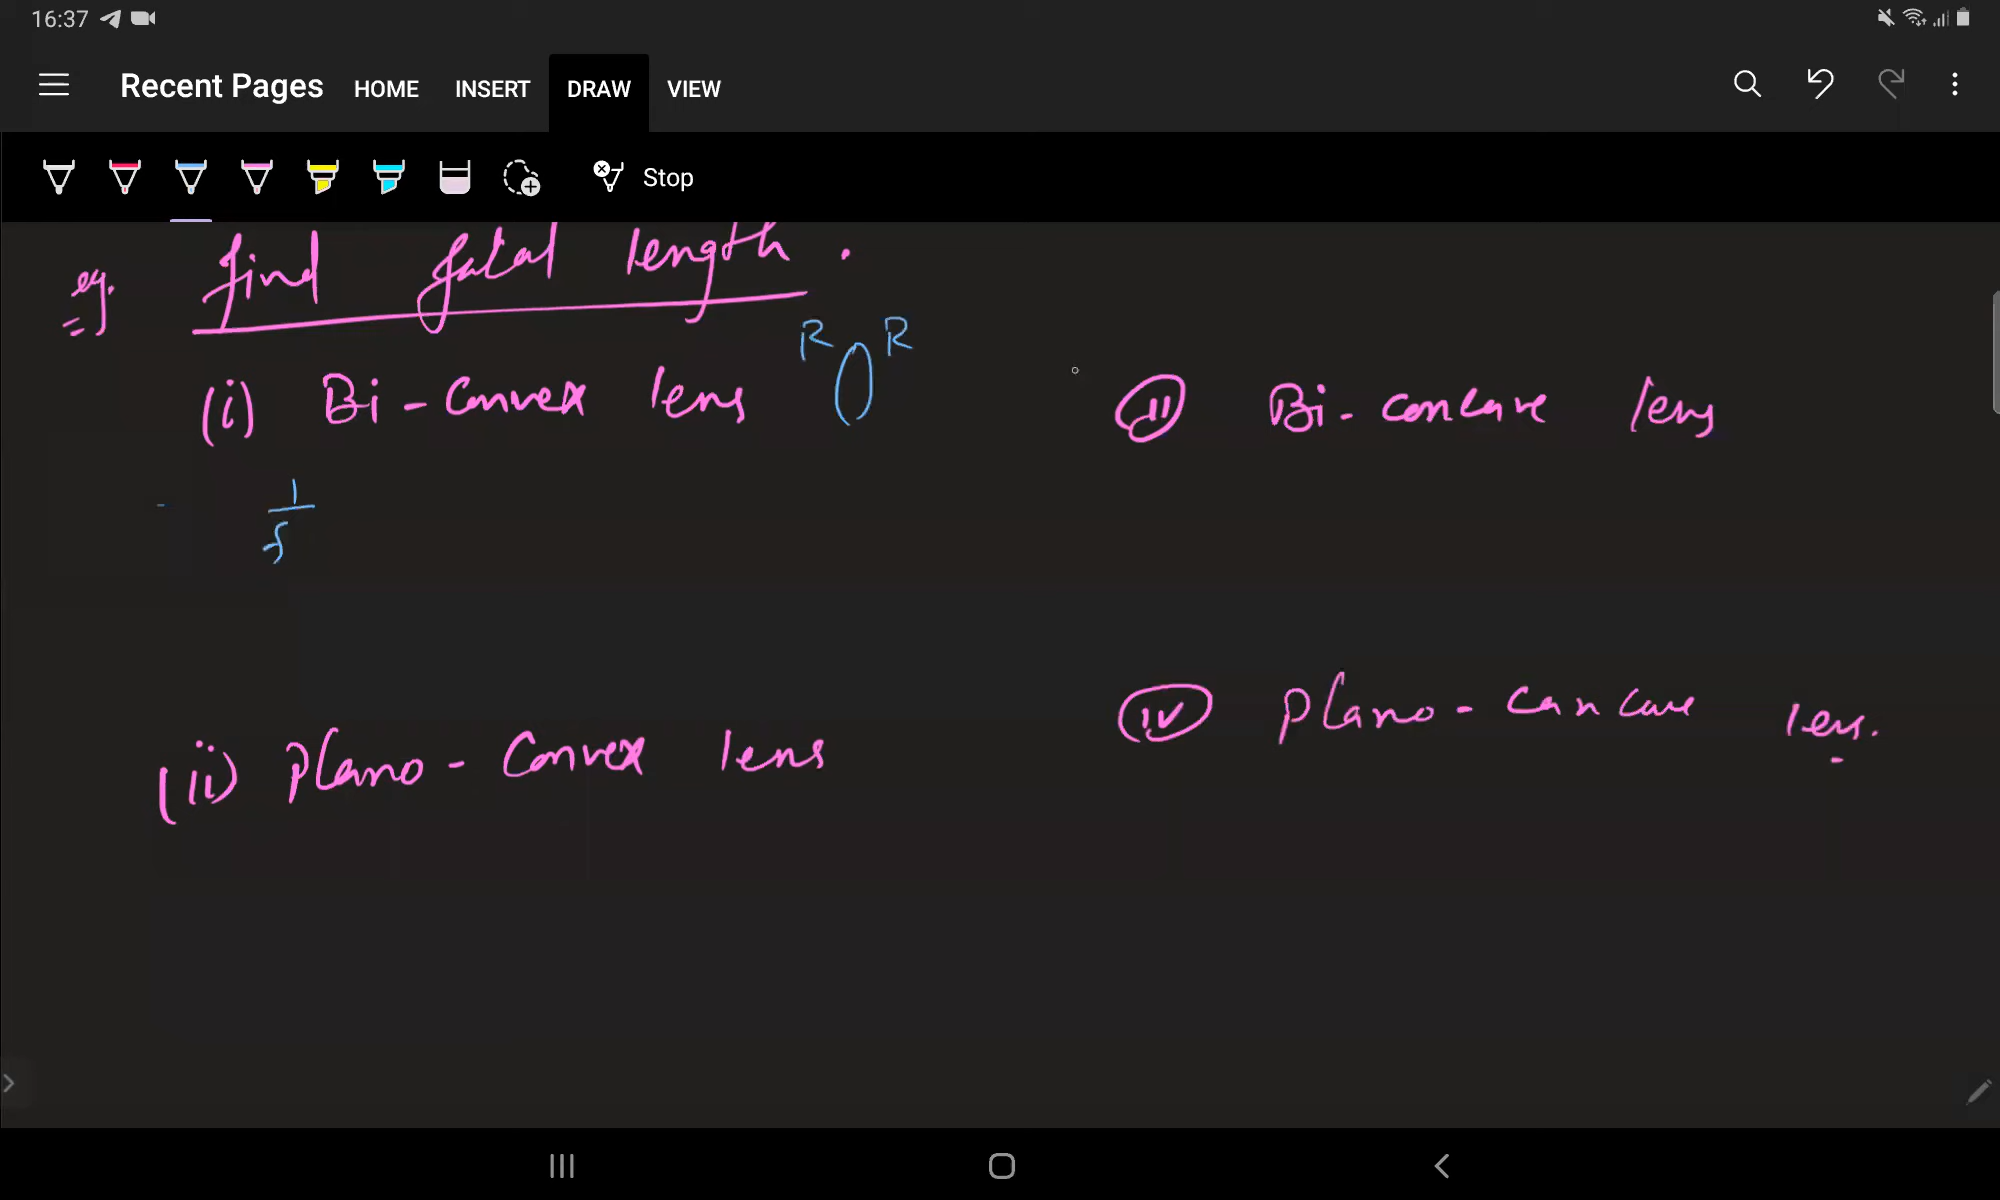 16:37
Recent Pages HOME INSERT DRAW VIEW
Stop
eg. find focal length.
(i) Bi-Convex lens R R
(ii) Bi-concave lens
1
f
(ii) Plano-Convex lens
(iv) Plano-Concave lens.